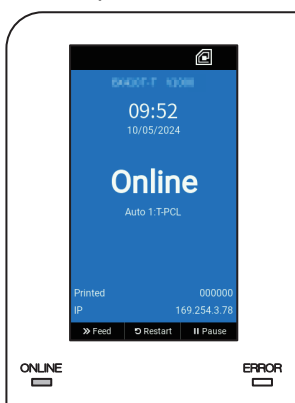 09:52
10/05/2024
Online
Auto 1:T-PCL
Printed 000000
IP 169.254.3.78
Feed Restart Pause
ONLINE ERROR